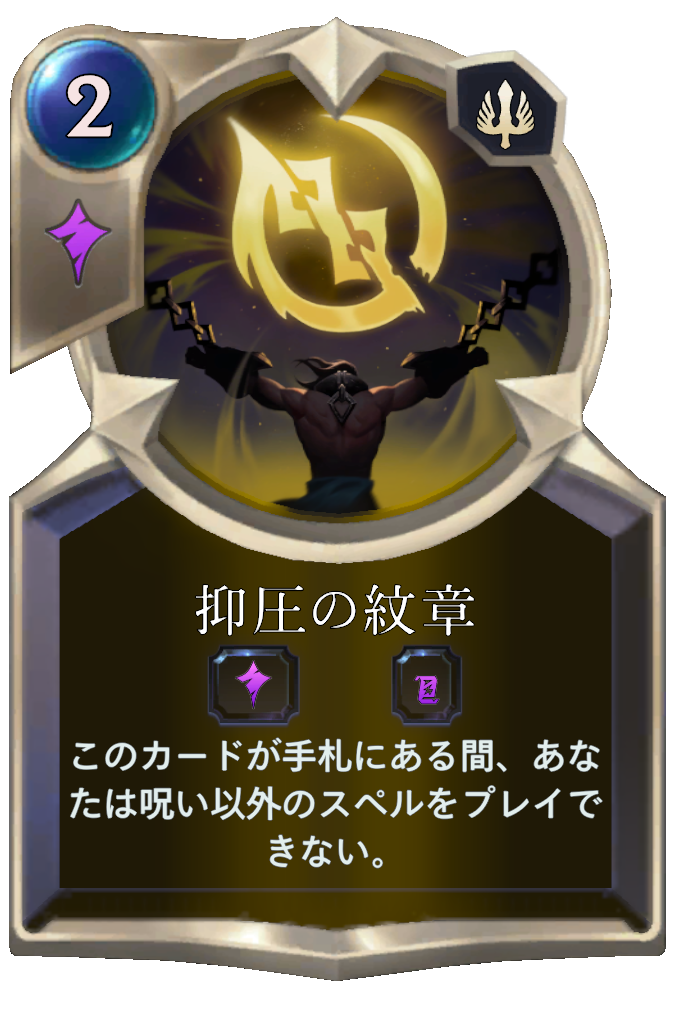 2
抑圧の紋章
このカードが手札にある間、あな
たは呪い以外のスペルをプレイで
きない。